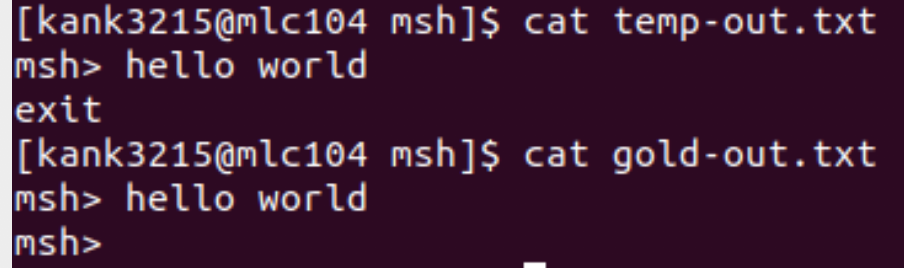 [kank3215@mlc104 msh]$ cat temp-out.txt
msh> hello world
exit
[kank3215@mlc104 msh]$ cat gold-out.txt
msh> hello world
msh>